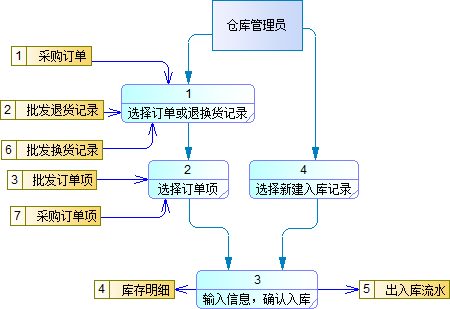 仓库管理员
1 采购订单
2 批发退货记录
6 批发换货记录
1
选择订单或退换货记录
3 批发订单项
7 采购订单项
2
选择订单项
4
选择新建入库记录
3
输入信息，确认入库
4 库存明细
5 出入库流水